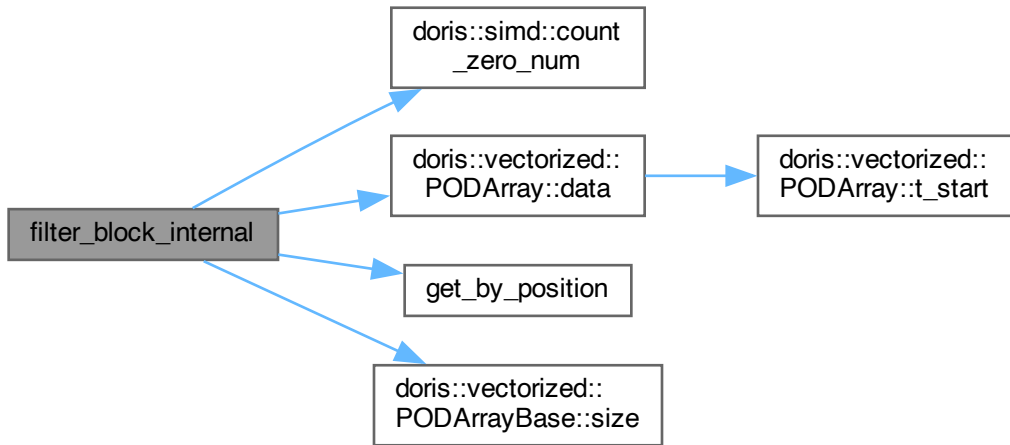 doris::simd::count
_zero_num
doris::vectorized::
PODArray::data
doris::vectorized::
PODArray::t_start
filter_block_internal
get_by_position
doris::vectorized::
PODArrayBase::size